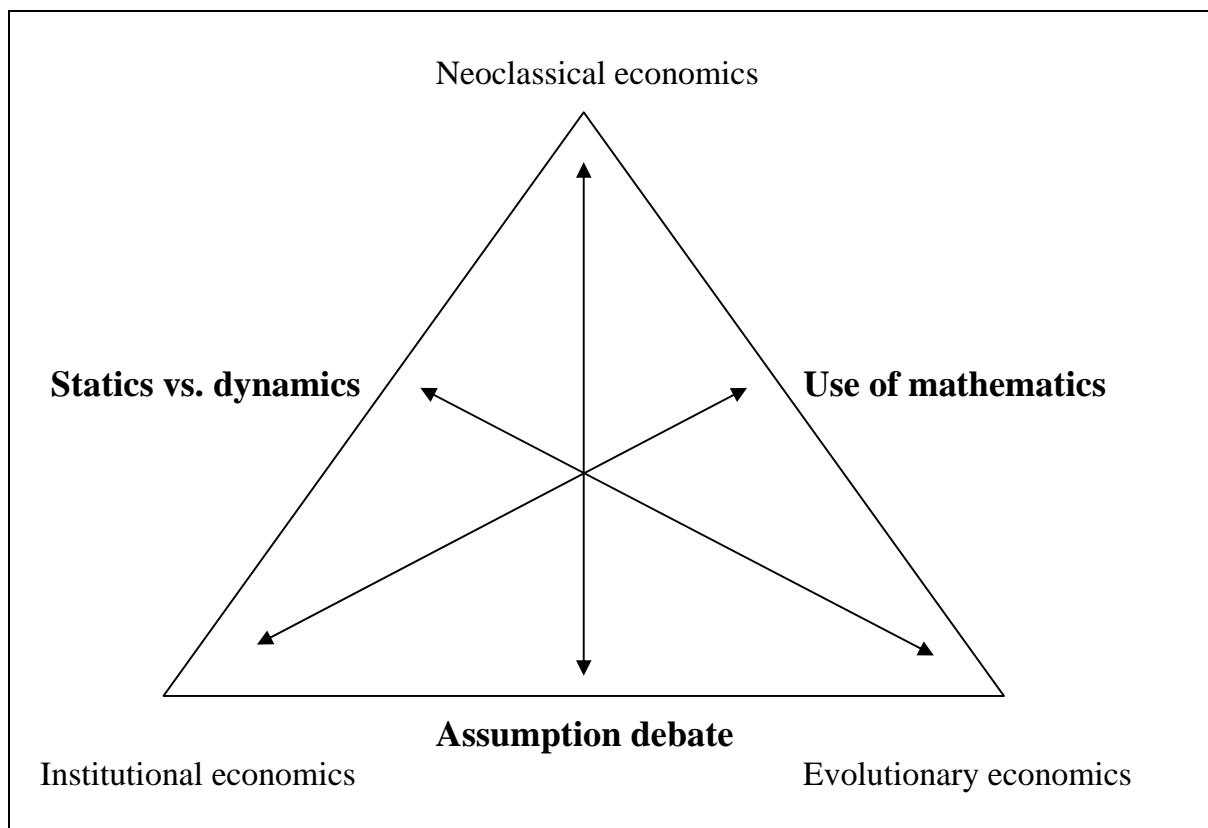 Neoclassical economics
Statics vs. dynamics
Use of mathematics
Assumption debate
Institutional economics
Evolutionary economics